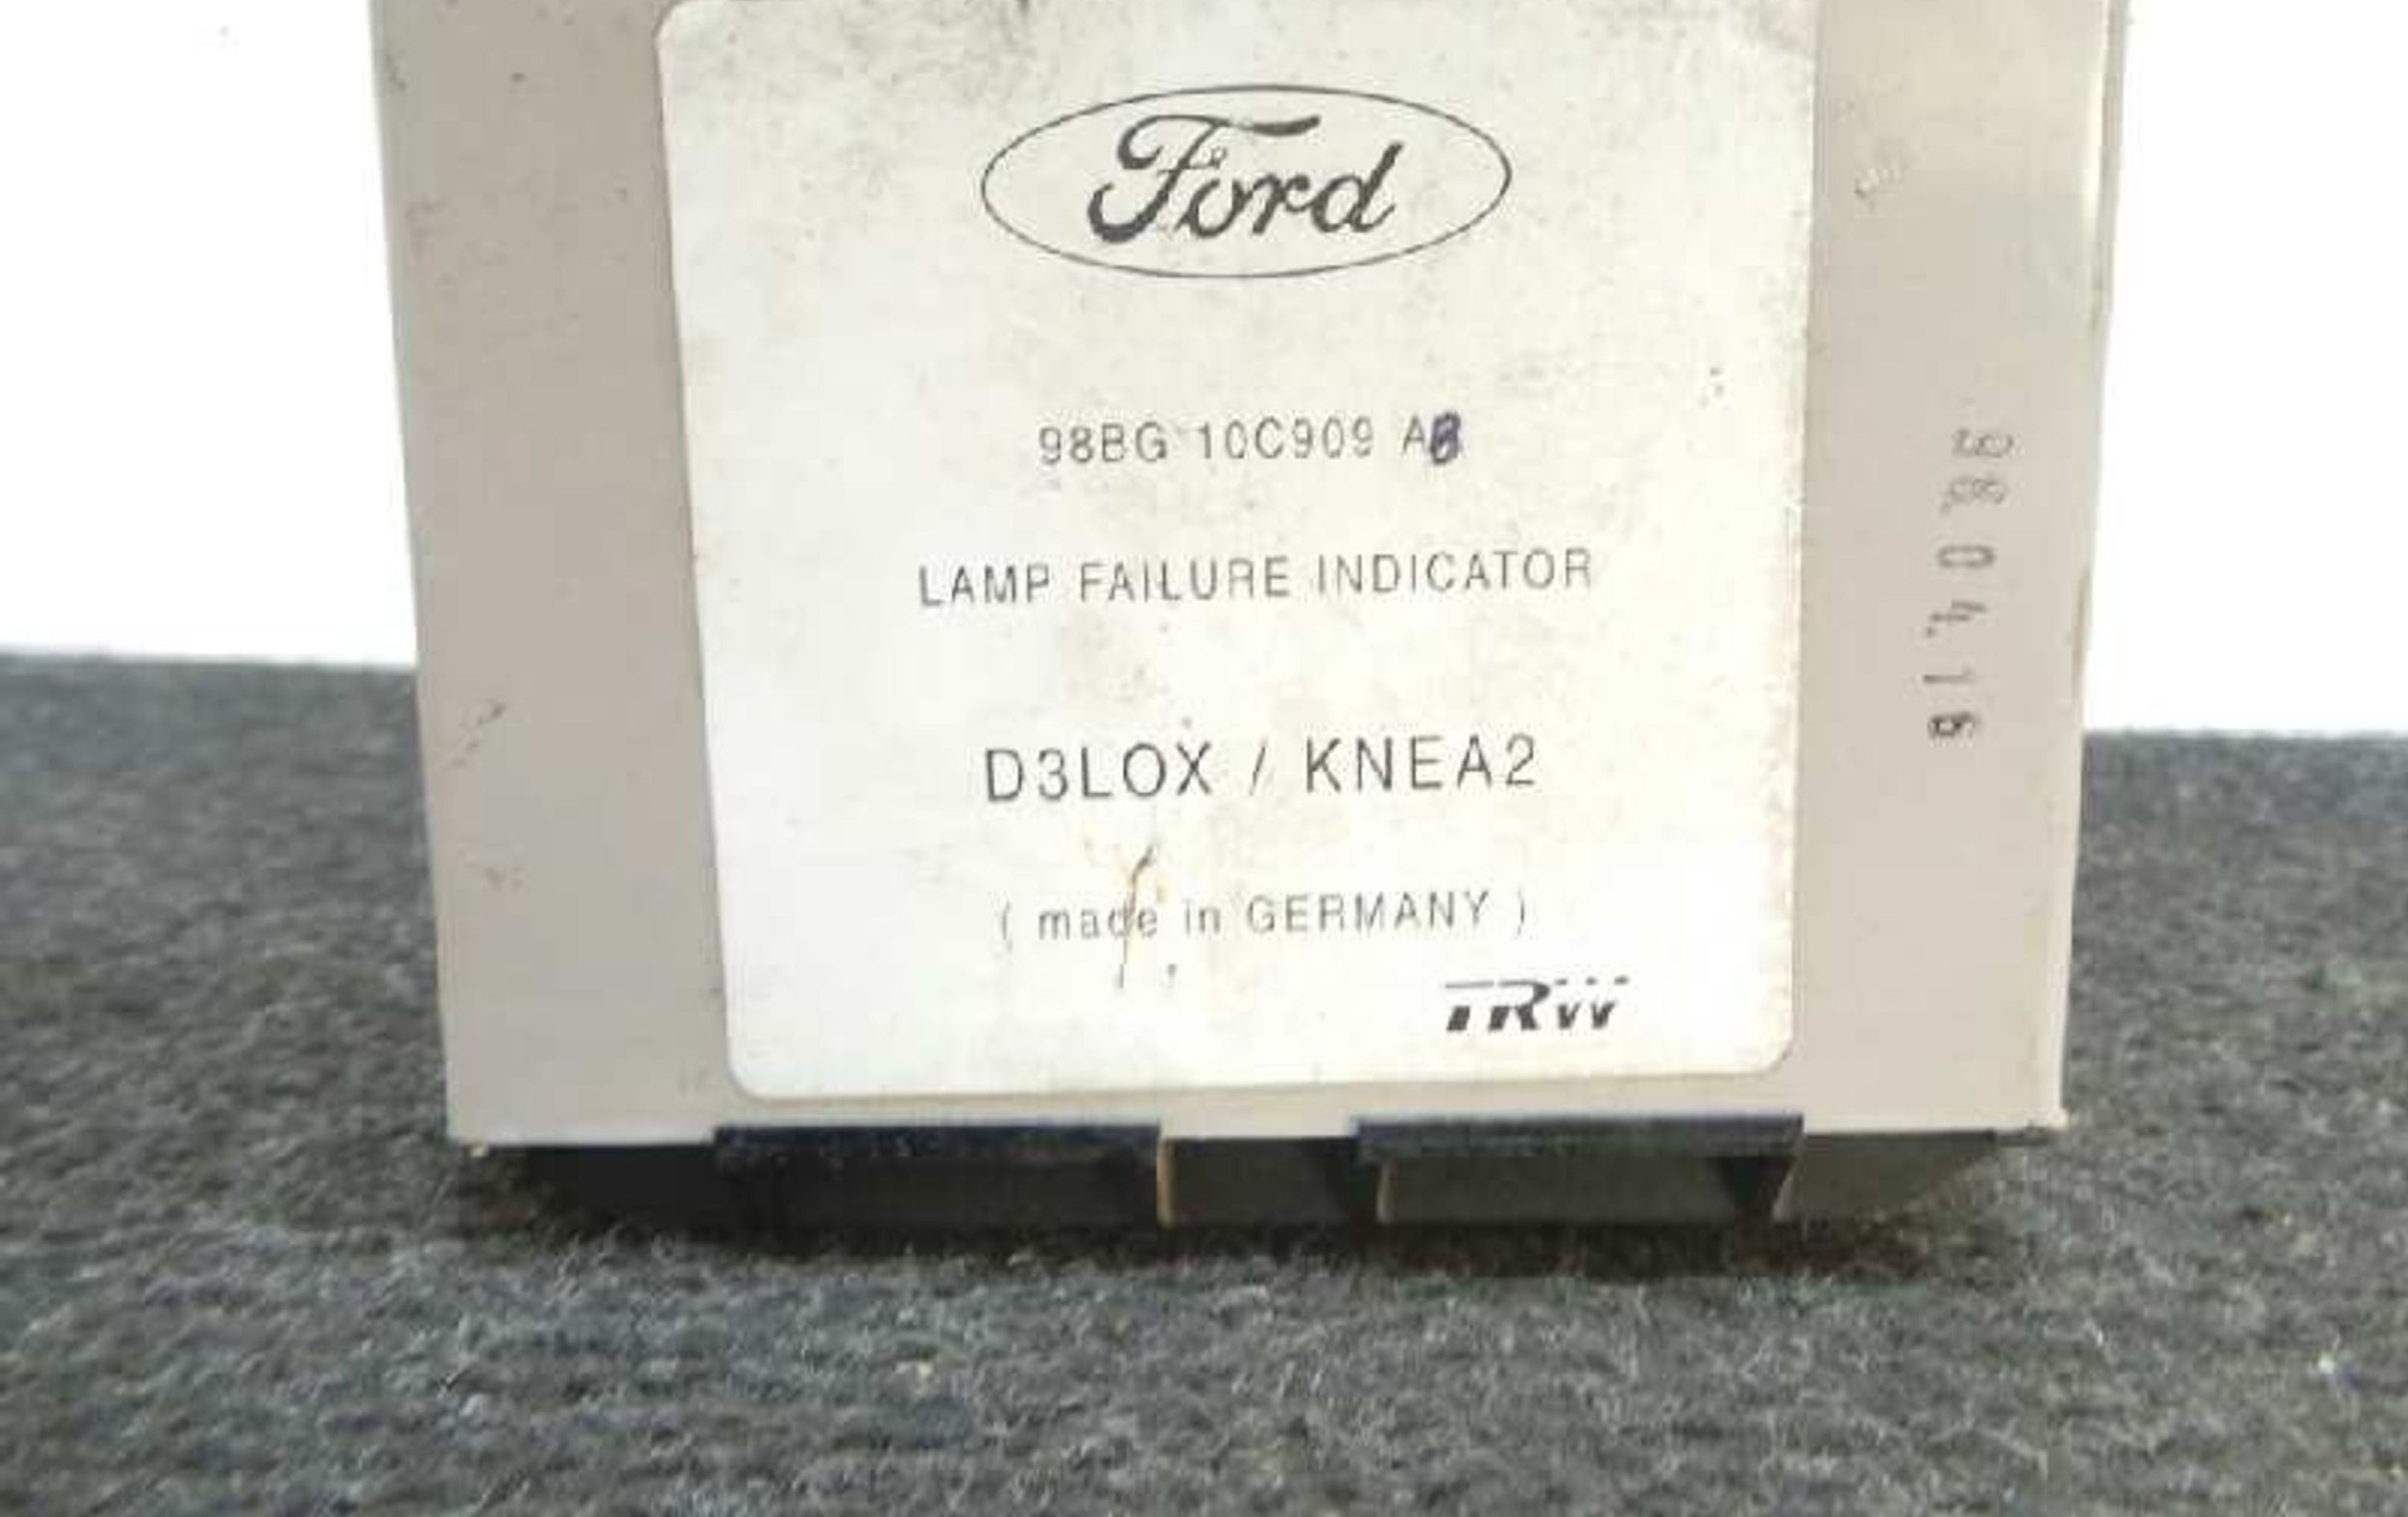 Ford
98BG 10C909 AB
LAMP FAILURE INDICATOR
D3LOX / KNEA2
( made in GERMANY )
TRW
98.04.16